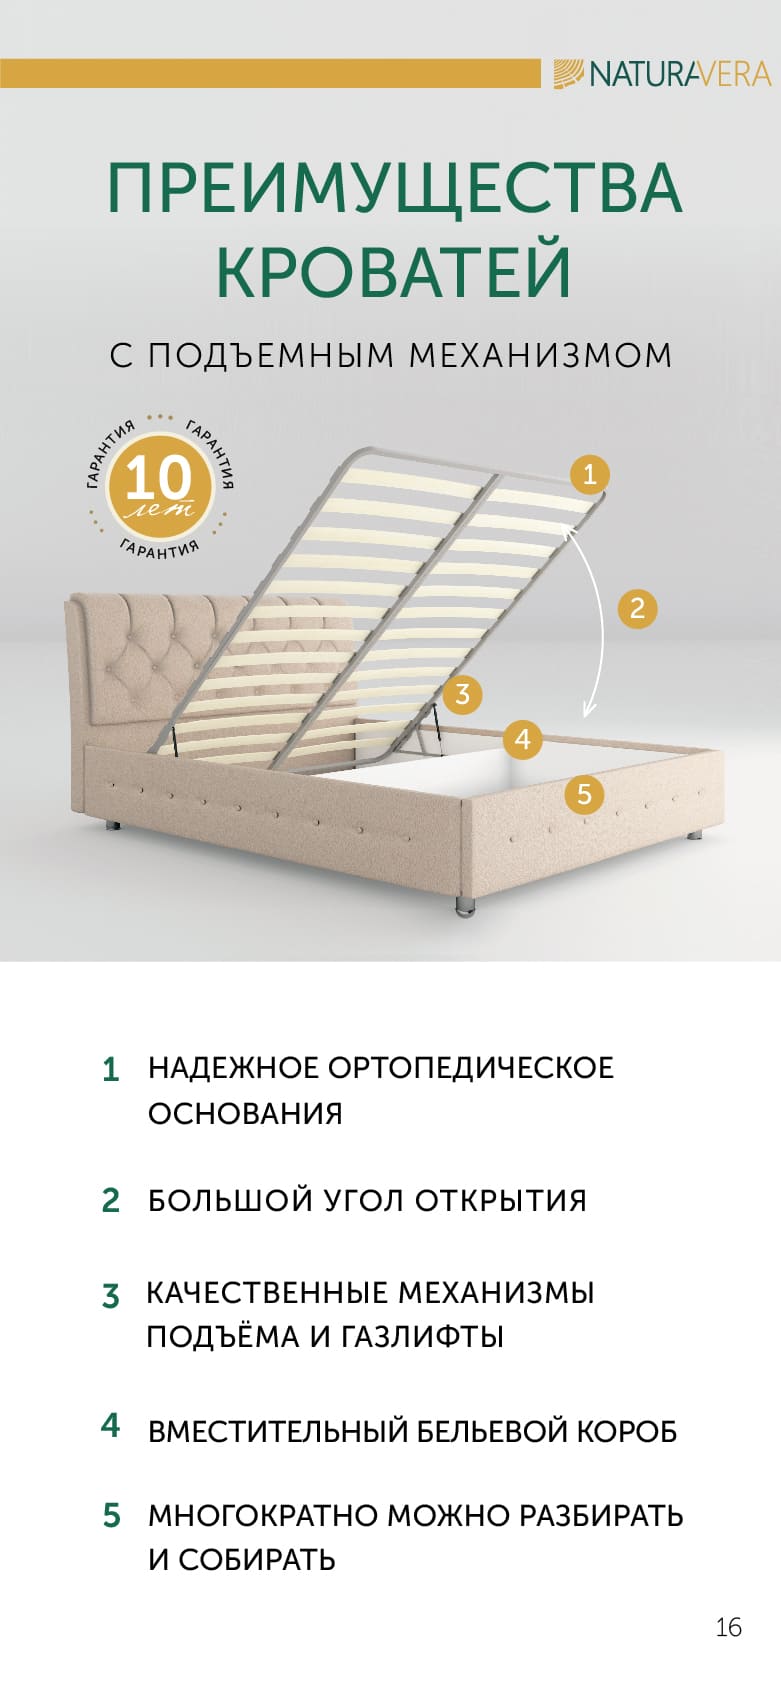 NATURAVERA
ПРЕИМУЩЕСТВА
КРОВАТЕЙ
С ПОДЪЕМНЫМ МЕХАНИЗМОМ
ГАРАНТИЯ
ГАРАНТИЯ
10
лет
ГАРАНТИЯ
1
2
3
4
5
1 НАДЕЖНОЕ ОРТОПЕДИЧЕСКОЕ
ОСНОВАНИЯ
2 БОЛЬШОЙ УГОЛ ОТКРЫТИЯ
3 КАЧЕСТВЕННЫЕ МЕХАНИЗМЫ
ПОДЪЁМА И ГАЗЛИФТЫ
4 ВМЕСТИТЕЛЬНЫЙ БЕЛЬЕВОЙ КОРОБ
5 МНОГОКРАТНО МОЖНО РАЗБИРАТЬ
И СОБИРАТЬ
16